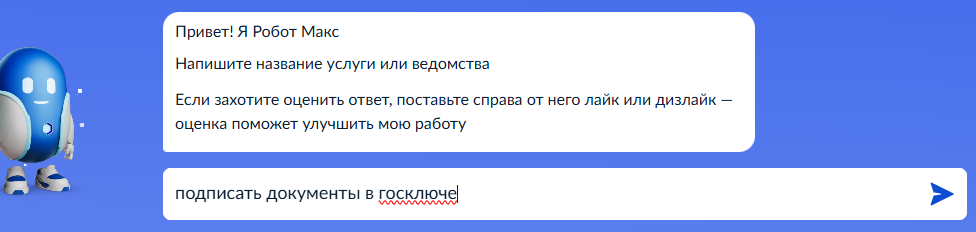 Привет! Я Робот Макс
Напишите название услуги или ведомства
Если захотите оценить ответ, поставьте справа от него лайк или дизлайк —
оценка поможет улучшить мою работу
подписать документы в госключе